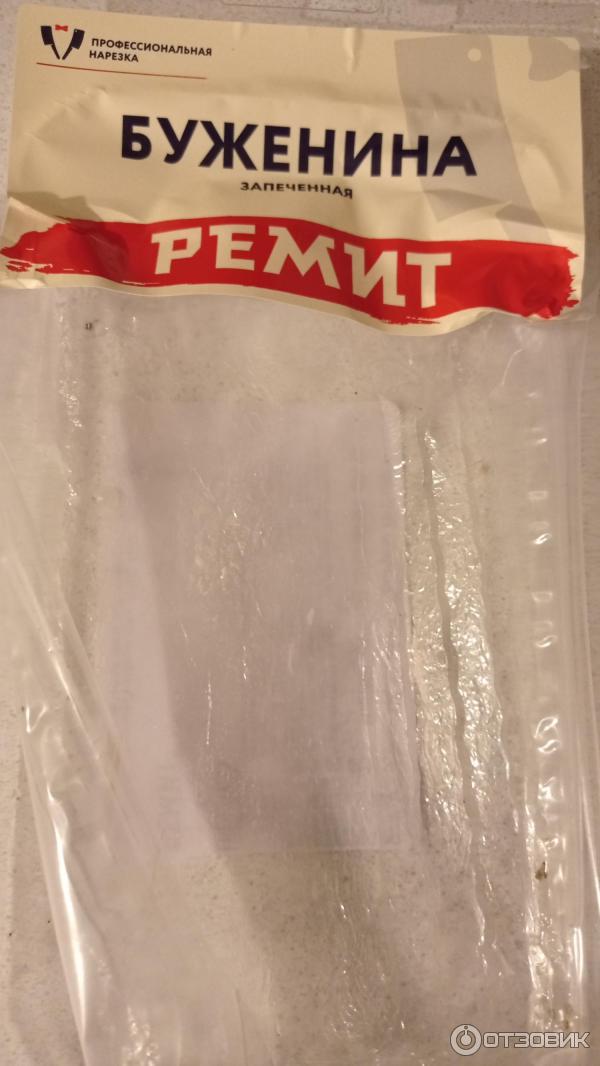 ПРОФЕССИОНАЛЬНАЯ
НАРЕЗКА
БУЖЕНИНА
ЗАПЕЧЕННАЯ
РЕМИТ
ОТЗОВИК